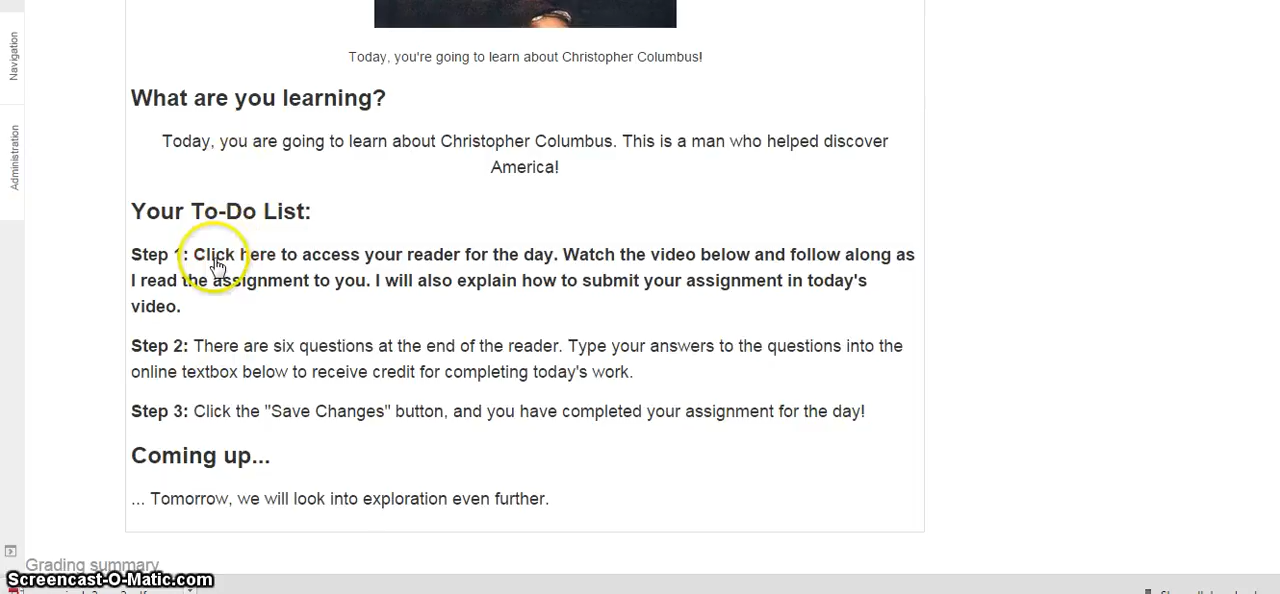 Navigation
Administration
Today, you're going to learn about Christopher Columbus!
What are you learning?
Today, you are going to learn about Christopher Columbus. This is a man who helped discover
America!
Your To-Do List:
Step 1: Click here to access your reader for the day. Watch the video below and follow along as
I read the assignment to you. I will also explain how to submit your assignment in today's
video.
Step 2: There are six questions at the end of the reader. Type your answers to the questions into the
online textbox below to receive credit for completing today's work.
Step 3: Click the "Save Changes" button, and you have completed your assignment for the day!
Coming up...
... Tomorrow, we will look into exploration even further.
Grading summary
Screencast-O-Matic.com